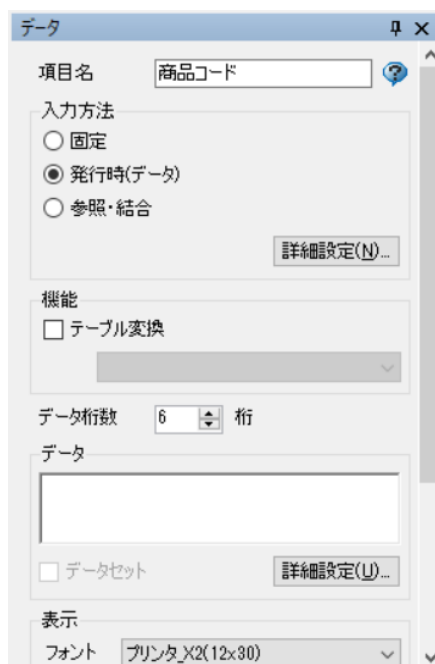 データ
項目名 商品コード
入力方法
固定
発行時(データ)
参照・結合
詳細設定(N)...
機能
テーブル変換
データ桁数 6 桁
データ
データセット 詳細設定(U)...
表示
フォント プリンタ_X2(12x30)